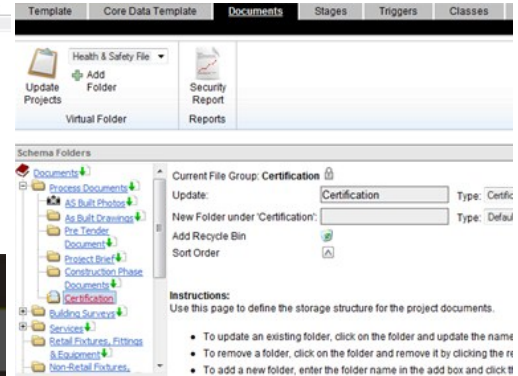 Template Core Data Template Documents Stages Triggers Classes
Health & Safety File
Add
Folder
Update
Projects
Security
Report
Virtual Folder Reports
Schema Folders
Documents
Process Documents
AS Built Photos
As Built Drawings
Pre Tender
Document
Project Brief
Construction Phase
Documents
Certification
Building Surveys
Services
Retail Fixtures, Fittings
& Equipment
Non-Retail Fixtures,
Current File Group: Certification
Update: Certification Type: Certific
New Folder under 'Certification': Type: Defaul
Add Recycle Bin
Sort Order
Instructions:
Use this page to define the storage structure for the project documents.
• To update an existing folder, click on the folder and update the name
• To remove a folder, click on the folder and remove it by clicking the re
• To add a new folder, enter the folder name in the add box and click th